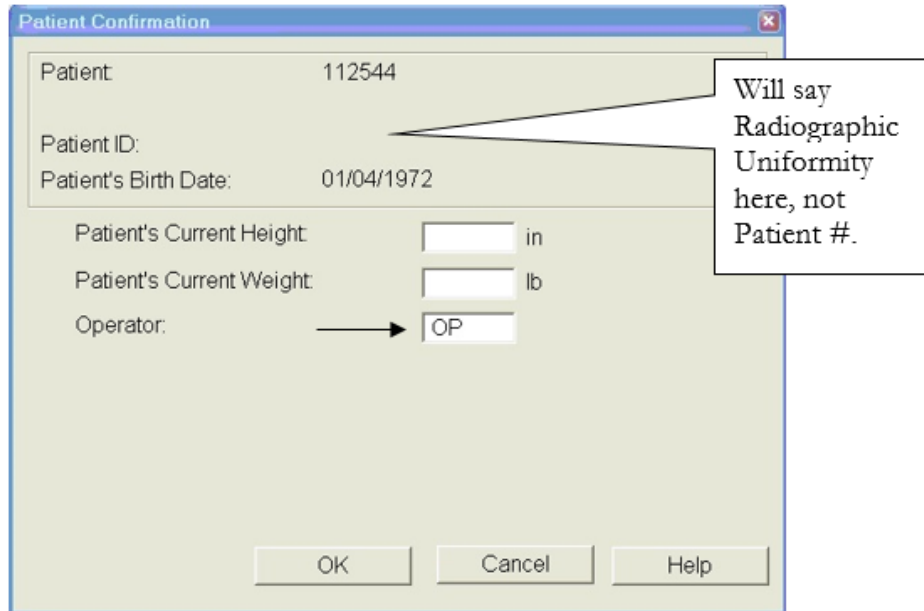 Patient Confirmation
Patient: 112544
Patient ID:
Patient's Birth Date: 01/04/1972
Patient's Current Height: in
Patient's Current Weight: lb
Operator: OP
OK Cancel Help
Will say
Radiographic
Uniformity
here, not
Patient #.